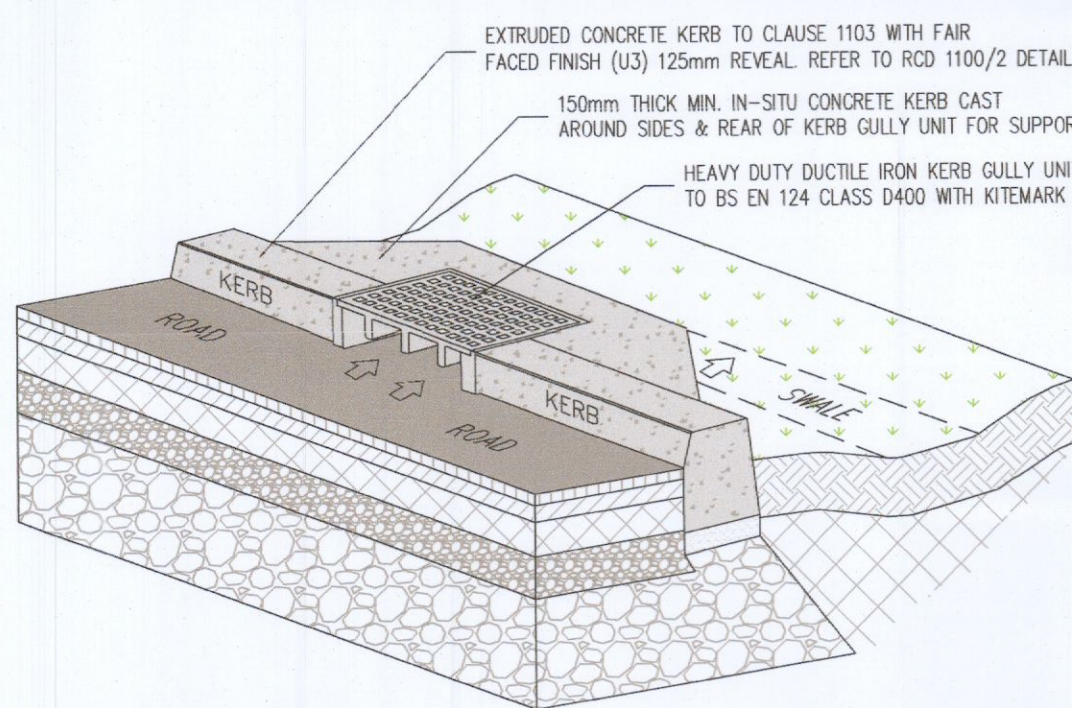 EXTRUDED CONCRETE KERB TO CLAUSE 1103 WITH FAIR
FACED FINISH (U3) 125mm REVEAL. REFER TO RCD 1100/2 DETAIL
150mm THICK MIN. IN-SITU CONCRETE KERB CAST
AROUND SIDES & REAR OF KERB GULLY UNIT FOR SUPPOR
HEAVY DUTY DUCTILE IRON KERB GULLY UNI
TO BS EN 124 CLASS D400 WITH KITEMARK
KERB
ROAD
KERB
ROAD
SWALE